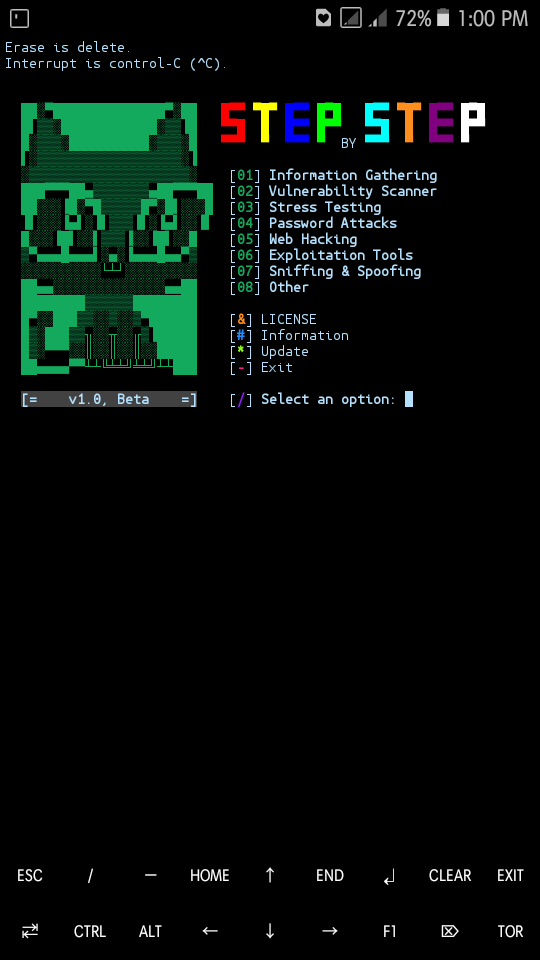 72% 1:00 PM
Erase is delete.
Interrupt is control-C (^C).
STEP BY STEP
[01] Information Gathering
[02] Vulnerability Scanner
[03] Stress Testing
[04] Password Attacks
[05] Web Hacking
[06] Exploitation Tools
[07] Sniffing & Spoofing
[08] Other
[&] LICENSE
[#] Information
[*] Update
[-] Exit
[= v1.0, Beta =]
[/] Select an option:
ESC / — HOME ↑ END ↲ CLEAR EXIT
⇄ CTRL ALT ← ↓ → F1 ⌦ TOR